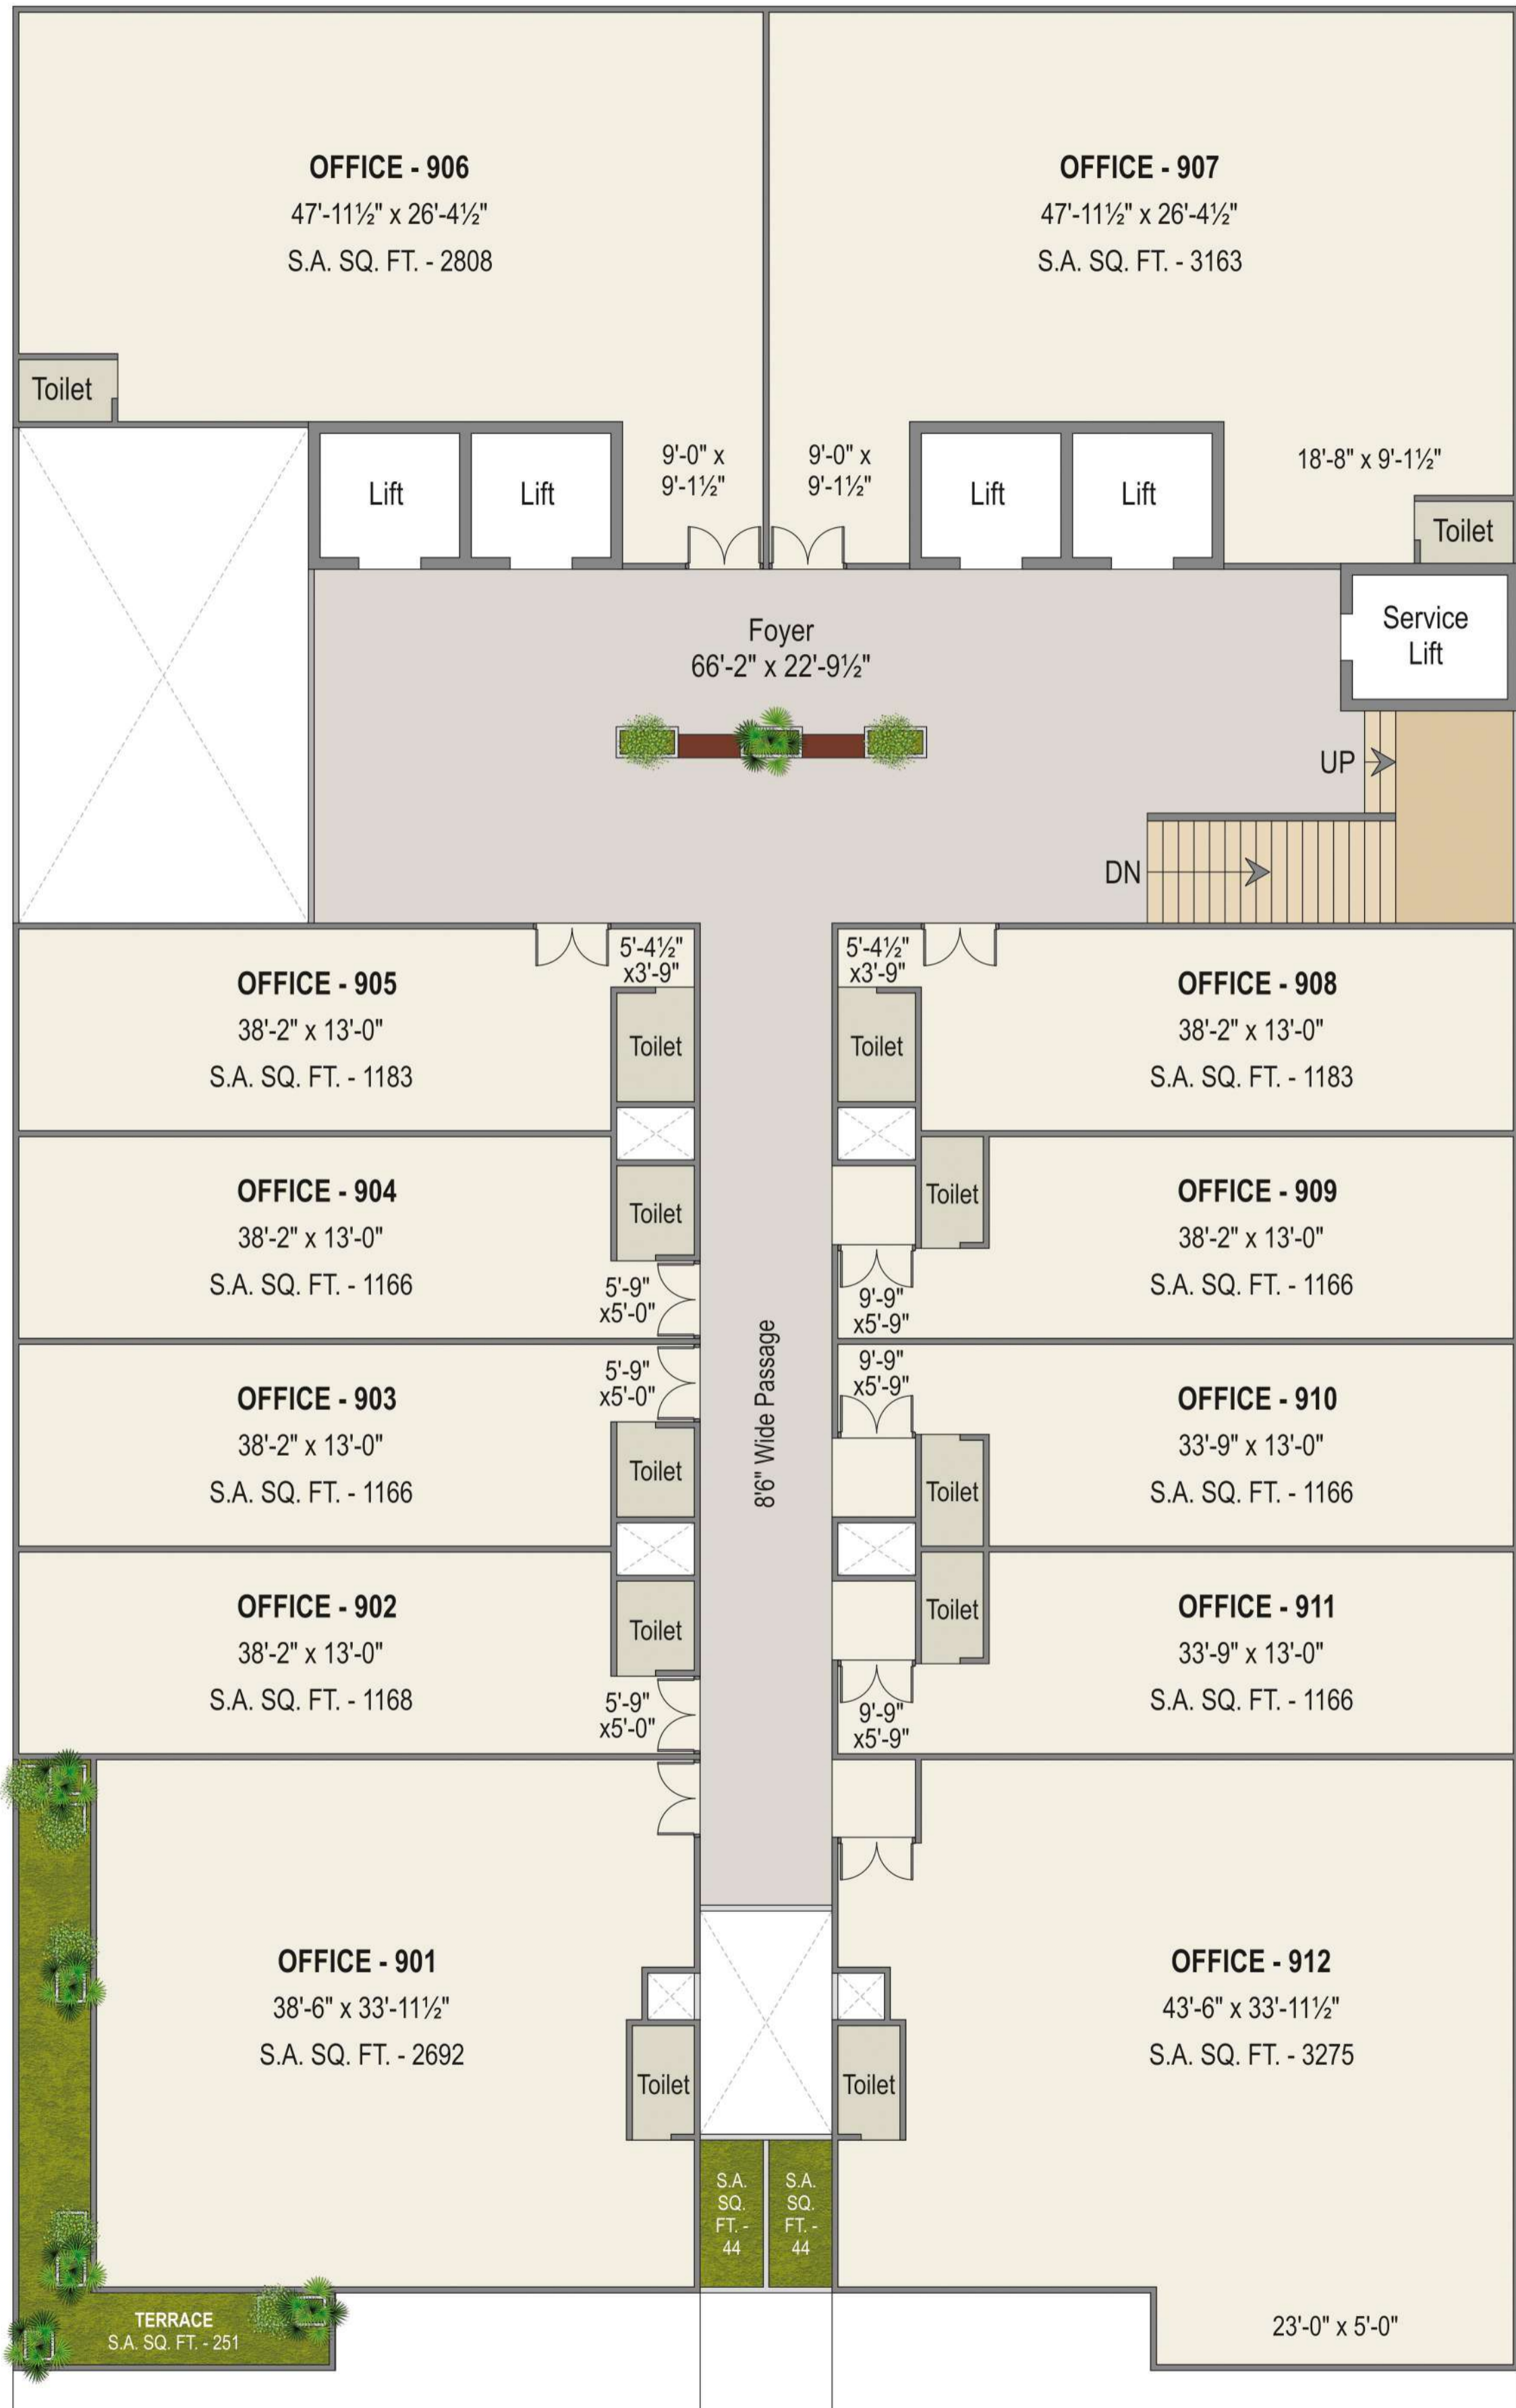 OFFICE - 906
47'-11½" x 26'-4½"
S.A. SQ. FT. - 2808
OFFICE - 907
47'-11½" x 26'-4½"
S.A. SQ. FT. - 3163
Toilet
Lift
Lift
9'-0" x
9'-1½"
9'-0" x
9'-1½"
Lift
Lift
18'-8" x 9'-1½"
Toilet
Foyer
66'-2" x 22'-9½"
Service
Lift
UP
DN
OFFICE - 905
38'-2" x 13'-0"
S.A. SQ. FT. - 1183
5'-4½"
x3'-9"
Toilet
5'-4½"
x3'-9"
Toilet
OFFICE - 908
38'-2" x 13'-0"
S.A. SQ. FT. - 1183
OFFICE - 904
38'-2" x 13'-0"
S.A. SQ. FT. - 1166
Toilet
5'-9"
x5'-0"
Toilet
9'-9"
x5'-9"
OFFICE - 909
38'-2" x 13'-0"
S.A. SQ. FT. - 1166
8'6" Wide Passage
OFFICE - 903
38'-2" x 13'-0"
S.A. SQ. FT. - 1166
5'-9"
x5'-0"
Toilet
9'-9"
x5'-9"
Toilet
OFFICE - 910
33'-9" x 13'-0"
S.A. SQ. FT. - 1166
OFFICE - 902
38'-2" x 13'-0"
S.A. SQ. FT. - 1168
Toilet
5'-9"
x5'-0"
Toilet
9'-9"
x5'-9"
OFFICE - 911
33'-9" x 13'-0"
S.A. SQ. FT. - 1166
OFFICE - 901
38'-6" x 33'-11½"
S.A. SQ. FT. - 2692
Toilet
Toilet
OFFICE - 912
43'-6" x 33'-11½"
S.A. SQ. FT. - 3275
S.A.
SQ.
FT. -
44
S.A.
SQ.
FT. -
44
TERRACE
S.A. SQ. FT. - 251
23'-0" x 5'-0"